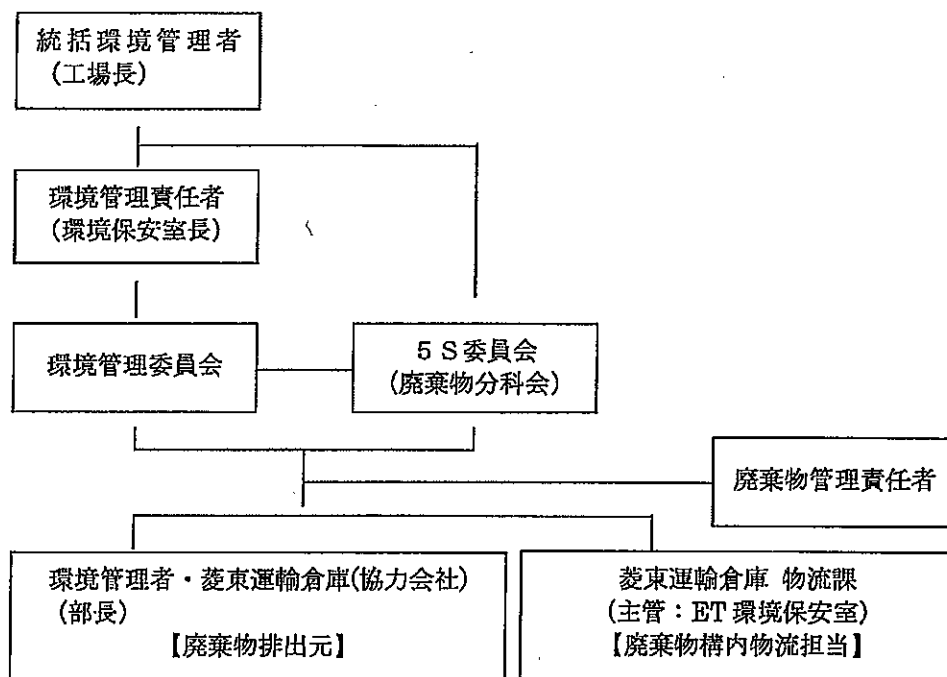 統括環境管理者
(工場長)
環境管理責任者
(環境保安室長)
環境管理委員会
5S委員会
(廃棄物分科会)
廃棄物管理責任者
環境管理者・菱東運輸倉庫(協力会社)
(部長)
【廃棄物排出元】
菱東運輸倉庫 物流課
(主管:ET環境保安室)
【廃棄物構内物流担当】